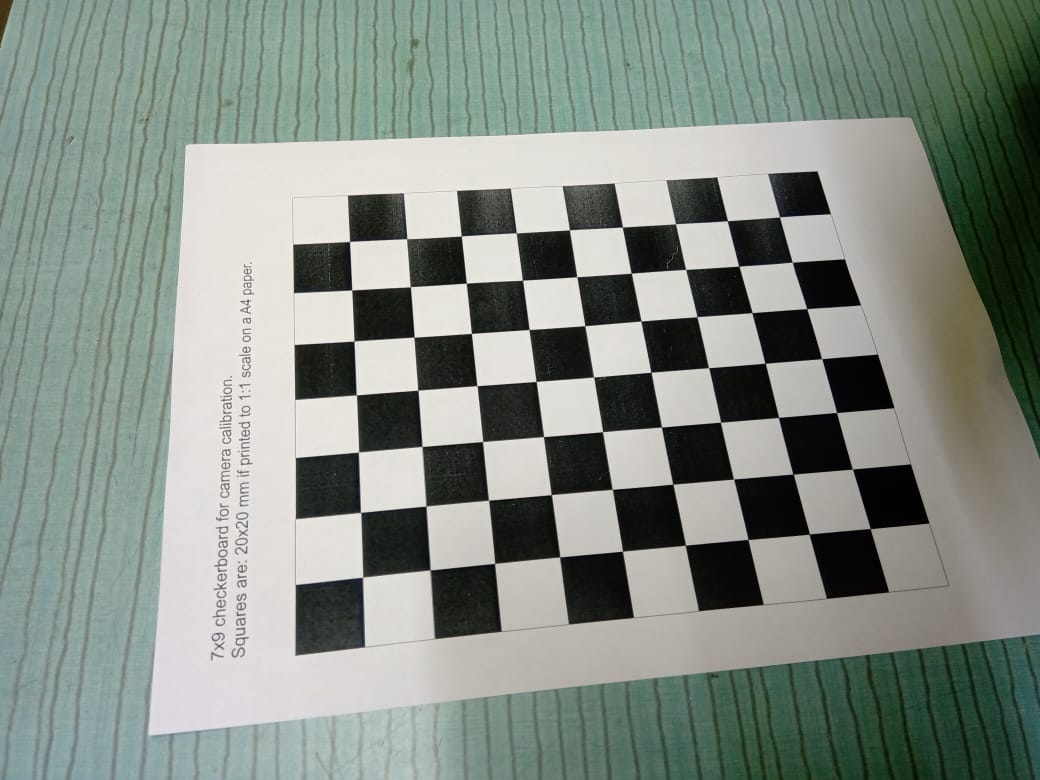 7x9 checkerboard for camera calibration.
Squares are: 20x20 mm if printed to 1:1 scale on a A4 paper.